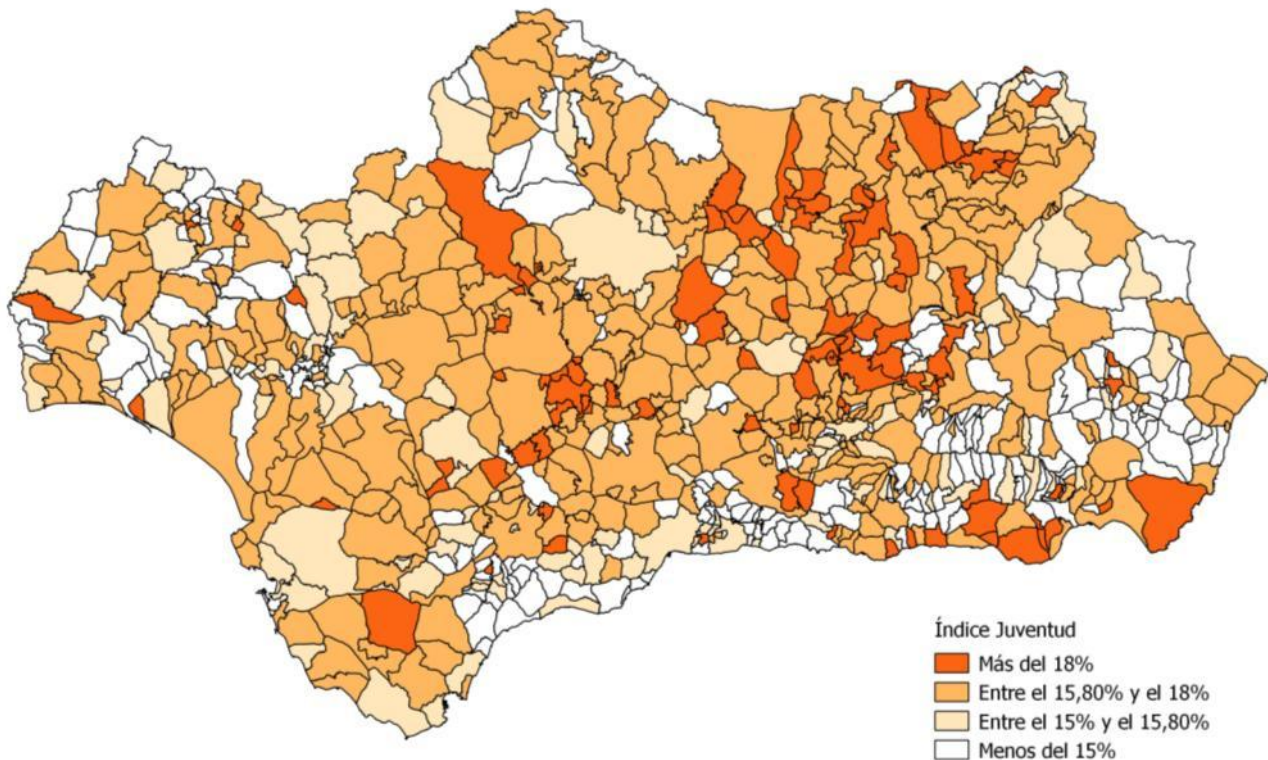 Índice Juventud
Más del 18%
Entre el 15,80% y el 18%
Entre el 15% y el 15,80%
Menos del 15%